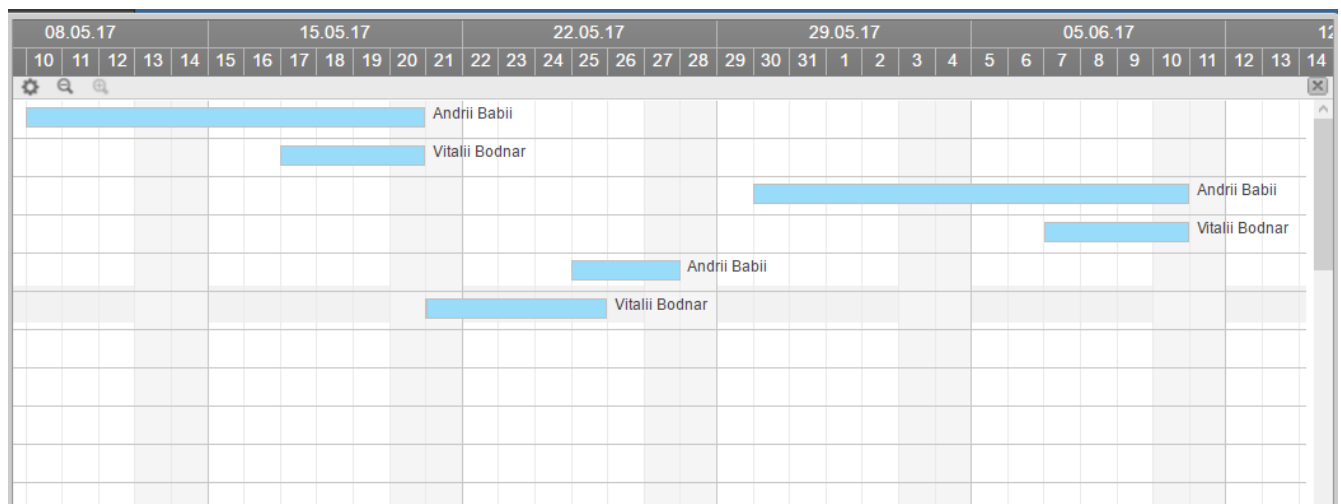 08.05.17 15.05.17 22.05.17 29.05.17 05.06.17 12
10 11 12 13 14 15 16 17 18 19 20 21 22 23 24 25 26 27 28 29 30 31 1 2 3 4 5 6 7 8 9 10 11 12 13 14
Andrii Babii
Vitalii Bodnar
Andrii Babii
Vitalii Bodnar
Andrii Babii
Vitalii Bodnar